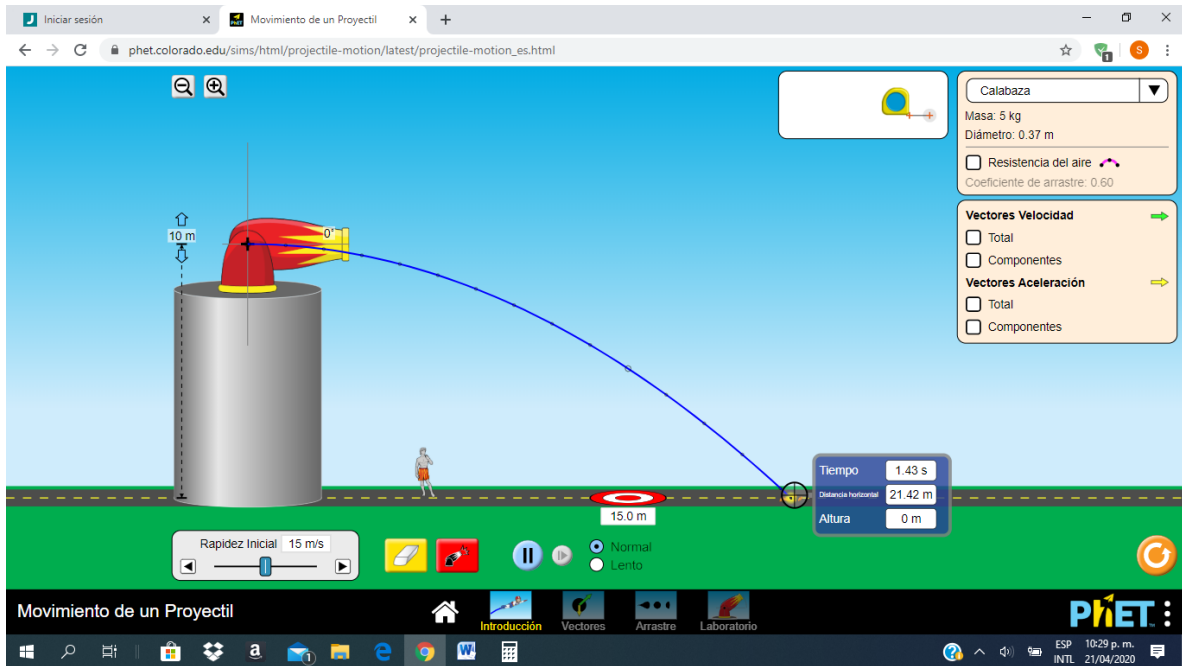 Iniciar sesión
Movimiento de un Proyectil
phet.colorado.edu/sims/html/projectile-motion/latest/projectile-motion_es.html
1
S
Calabaza
Masa: 5 kg
Diámetro: 0.37 m
Resistencia del aire
Coeficiente de arrastre: 0.60
Vectores Velocidad
Total
Componentes
Vectores Aceleración
Total
Componentes
10 m
0°
Tiempo 1.43 s
Distancia horizontal 21.42 m
Altura 0 m
15.0 m
Rapidez Inicial 15 m/s
Normal
Lento
Movimiento de un Proyectil
Introducción
Vectores
Arrastre
Laboratorio
PhET
ESP 10:29 p. m.
INTL 21/04/2020